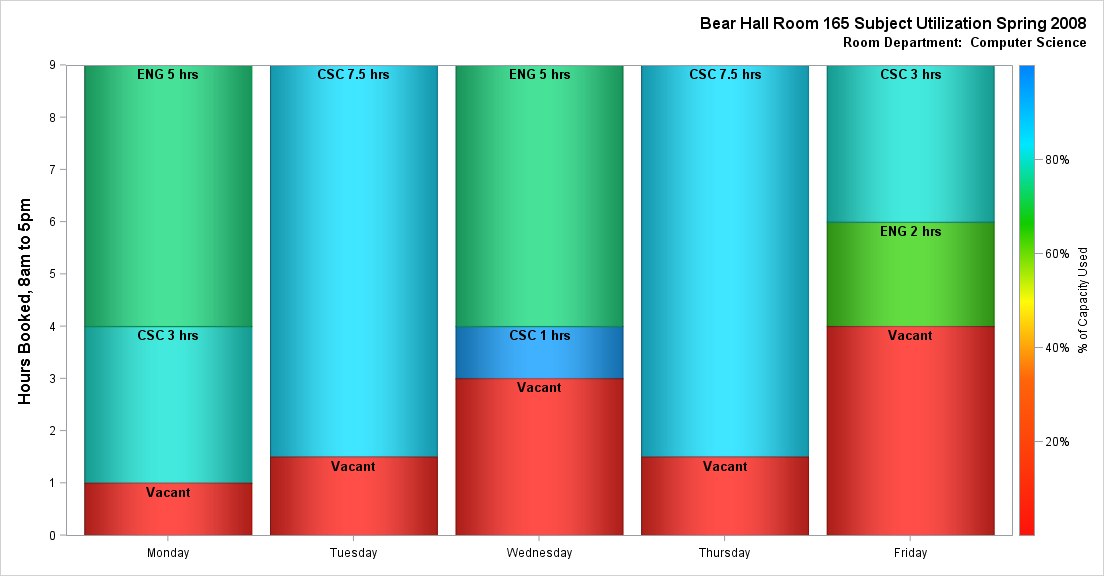 Bear Hall Room 165 Subject Utilization Spring 2008
Room Department:  Computer Science
Hours Booked, 8am to 5pm
9
8
7
6
5
4
3
2
1
0
ENG 5 hrs
CSC 3 hrs
Vacant
CSC 7.5 hrs
Vacant
ENG 5 hrs
CSC 1 hrs
Vacant
CSC 7.5 hrs
Vacant
CSC 3 hrs
ENG 2 hrs
Vacant
Monday
Tuesday
Wednesday
Thursday
Friday
80%
60%
40%
20%
% of Capacity Used